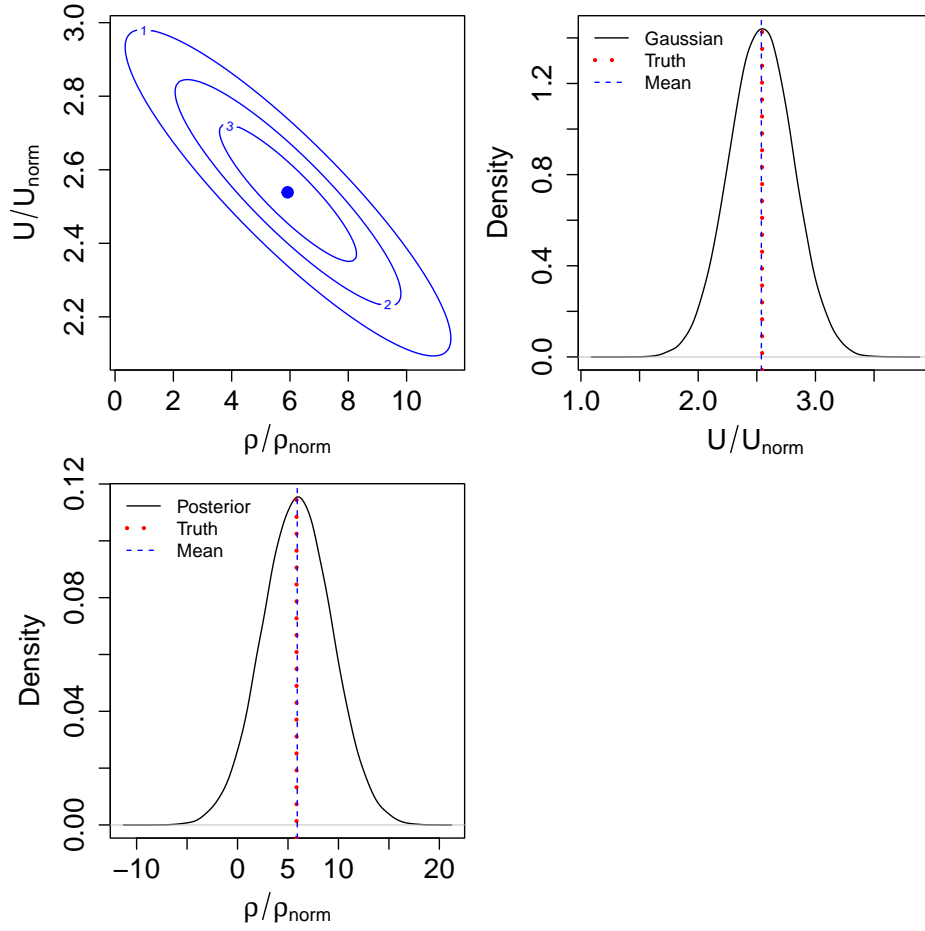 U/U_norm
3.0
2.8
2.6
2.4
2.2
1
3
2
0 2 4 6 8 10
ρ/ρ_norm
Density
1.2
0.8
0.4
0.0
Gaussian
Truth
Mean
1.0 2.0 3.0
U/U_norm
Density
0.12
0.08
0.04
0.00
Posterior
Truth
Mean
−10 0 5 10 20
ρ/ρ_norm